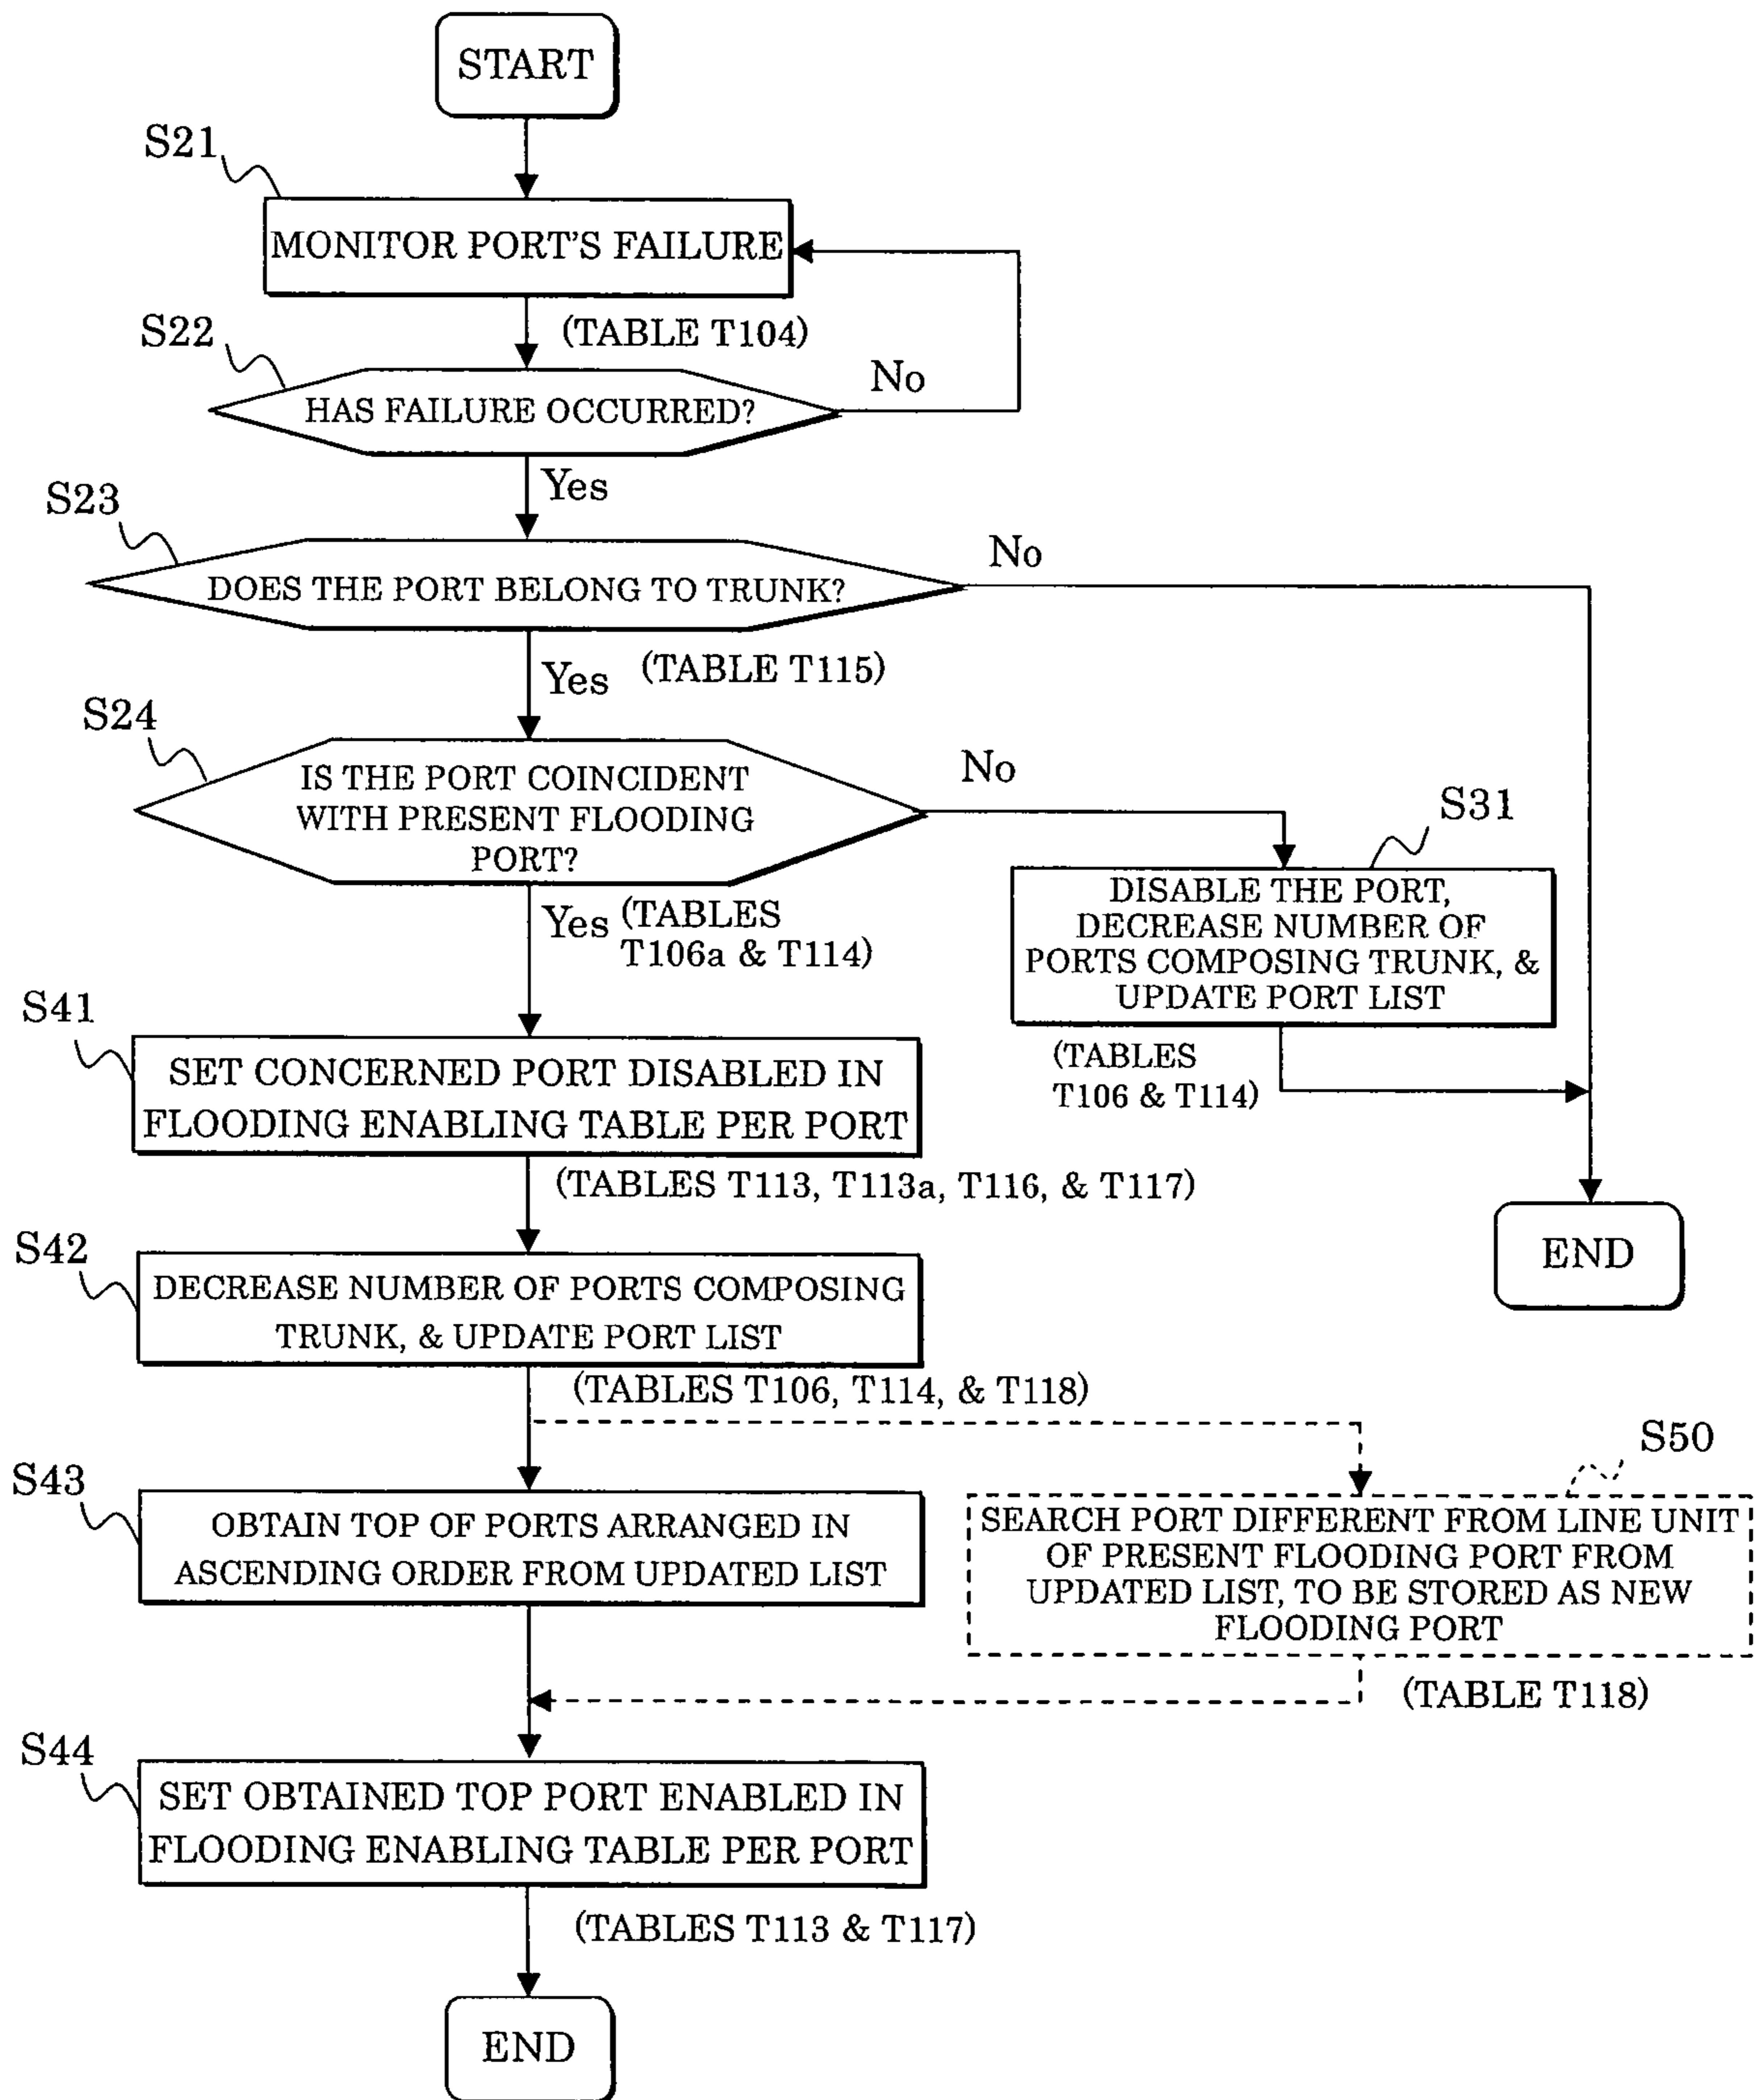 START
S21
MONITOR PORT'S FAILURE
(TABLE T104)
S22
HAS FAILURE OCCURRED?
No
Yes
S23
DOES THE PORT BELONG TO TRUNK?
No
Yes (TABLE T115)
S24
IS THE PORT COINCIDENT
WITH PRESENT FLOODING
PORT?
No
S31
DISABLE THE PORT,
DECREASE NUMBER OF
PORTS COMPOSING TRUNK, &
UPDATE PORT LIST
(TABLES
T106 & T114)
END
Yes (TABLES
T106a & T114)
S41
SET CONCERNED PORT DISABLED IN
FLOODING ENABLING TABLE PER PORT
(TABLES T113, T113a, T116, & T117)
S42
DECREASE NUMBER OF PORTS COMPOSING
TRUNK, & UPDATE PORT LIST
(TABLES T106, T114, & T118)
S43
OBTAIN TOP OF PORTS ARRANGED IN
ASCENDING ORDER FROM UPDATED LIST
S50
SEARCH PORT DIFFERENT FROM LINE UNIT
OF PRESENT FLOODING PORT FROM
UPDATED LIST, TO BE STORED AS NEW
FLOODING PORT
(TABLE T118)
S44
SET OBTAINED TOP PORT ENABLED IN
FLOODING ENABLING TABLE PER PORT
(TABLES T113 & T117)
END